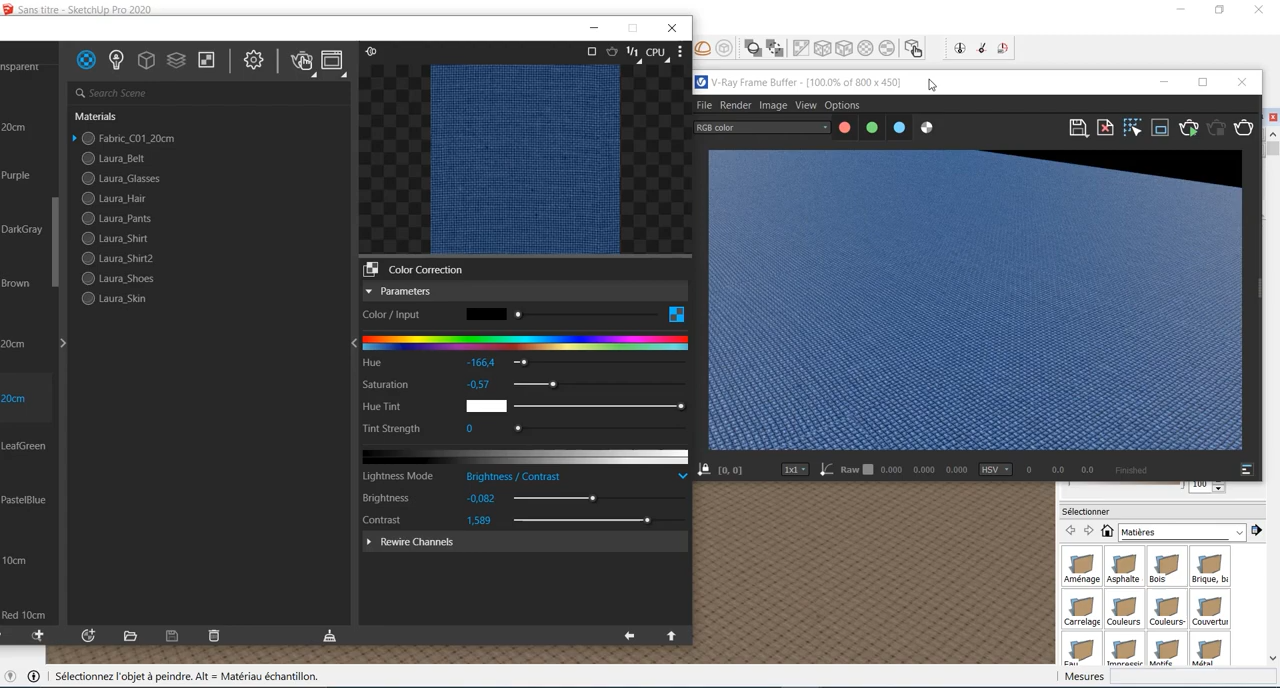 Sans titre - SketchUp Pro 2020
1/1 CPU
nsparent
20cm
Purple
DarkGray
Brown
20cm
20cm
LeafGreen
PastelBlue
10cm
Red 10cm
Search Scene
Materials
Fabric_C01_20cm
Laura_Belt
Laura_Glasses
Laura_Hair
Laura_Pants
Laura_Shirt
Laura_Shirt2
Laura_Shoes
Laura_Skin
Color Correction
Parameters
Color / Input
Hue -166,4
Saturation -0,57
Hue Tint
Tint Strength 0
Lightness Mode Brightness / Contrast
Brightness -0,082
Contrast 1,589
Rewire Channels
V-Ray Frame Buffer - [100.0% of 800 x 450]
File Render Image View Options
RGB color
[0, 0] 1x1 Raw 0.000 0.000 0.000 HSV 0 0.0 0.0 Finished
100
Sélectionner
Matières
Aménage Asphalte Bois Brique, ba
Carrelage Couleurs Couleurs- Couvertur
Eau Impressic Motifs Métal
Sélectionnez l'objet à peindre. Alt = Matériau échantillon.
Mesures